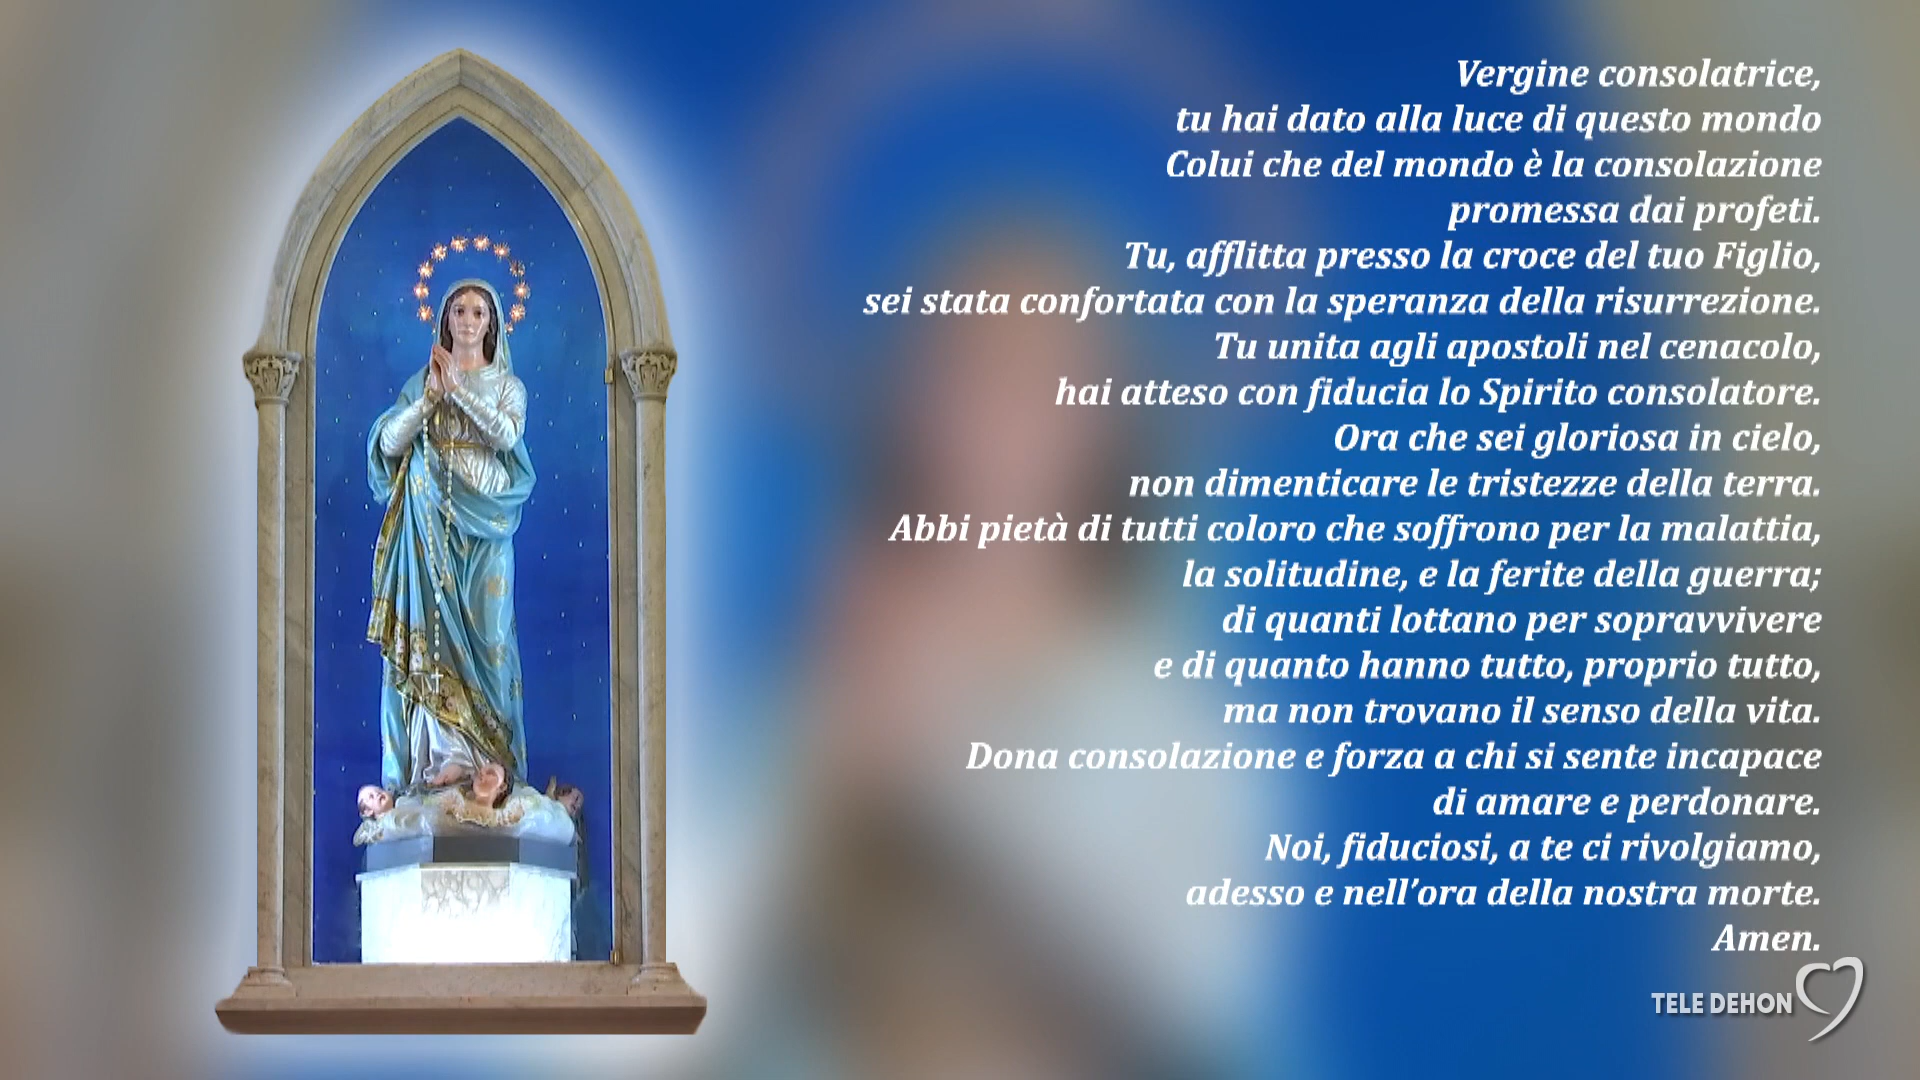 Vergine consolatrice,
tu hai dato alla luce di questo mondo
Colui che del mondo è la consolazione
promessa dai profeti.
Tu, afflitta presso la croce del tuo Figlio,
sei stata confortata con la speranza della risurrezione.
Tu unita agli apostoli nel cenacolo,
hai atteso con fiducia lo Spirito consolatore.
Ora che sei gloriosa in cielo,
non dimenticare le tristezze della terra.
Abbi pietà di tutti coloro che soffrono per la malattia,
la solitudine, e la ferite della guerra;
di quanti lottano per sopravvivere
e di quanto hanno tutto, proprio tutto,
ma non trovano il senso della vita.
Dona consolazione e forza a chi si sente incapace
di amare e perdonare.
Noi, fiduciosi, a te ci rivolgiamo,
adesso e nell’ora della nostra morte.
Amen.
TELE DEHON